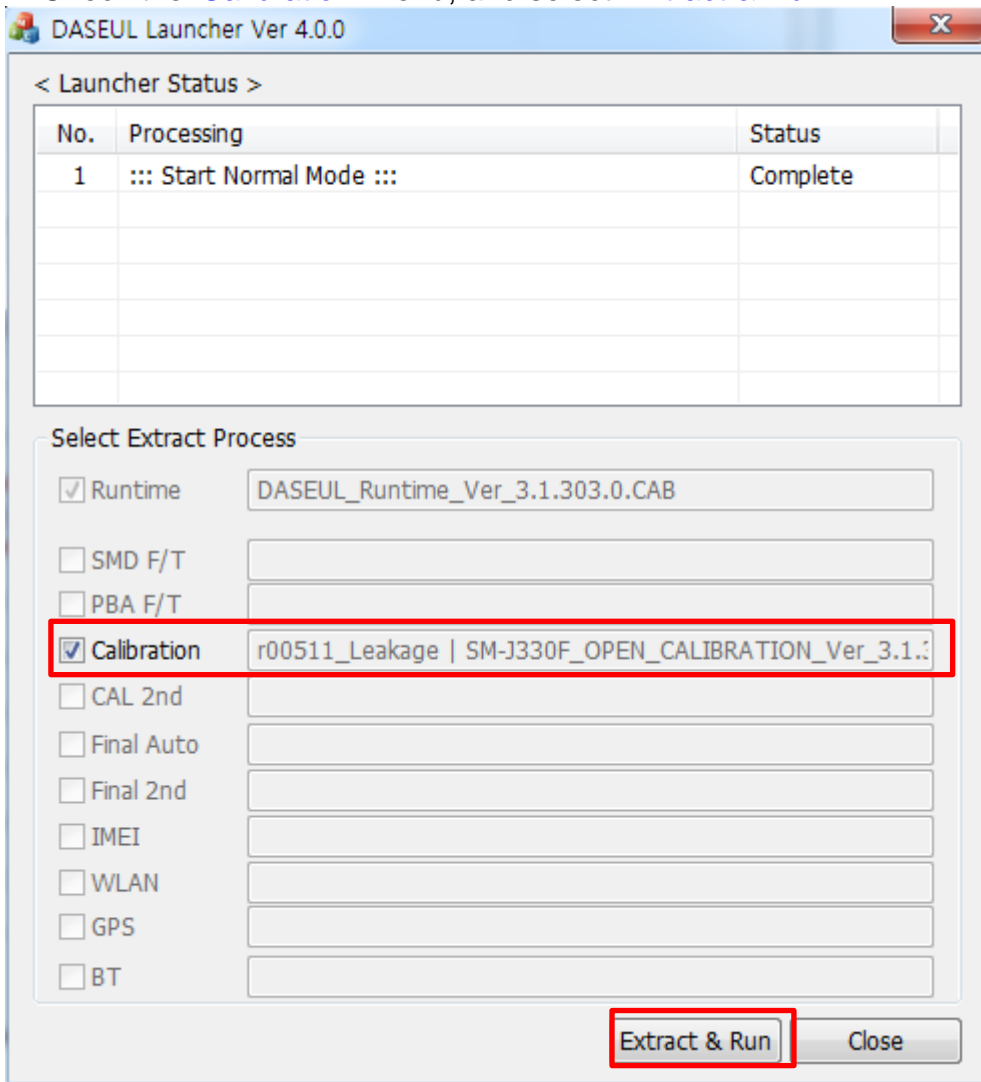 DASEUL Launcher Ver 4.0.0
< Launcher Status >
No. Processing Status
1 ::: Start Normal Mode ::: Complete
Select Extract Process
Runtime DASEUL_Runtime_Ver_3.1.303.0.CAB
SMD F/T
PBA F/T
Calibration r00511_Leakage | SM-J330F_OPEN_CALIBRATION_Ver_3.1.
CAL 2nd
Final Auto
Final 2nd
IMEI
WLAN
GPS
BT
Extract & Run Close